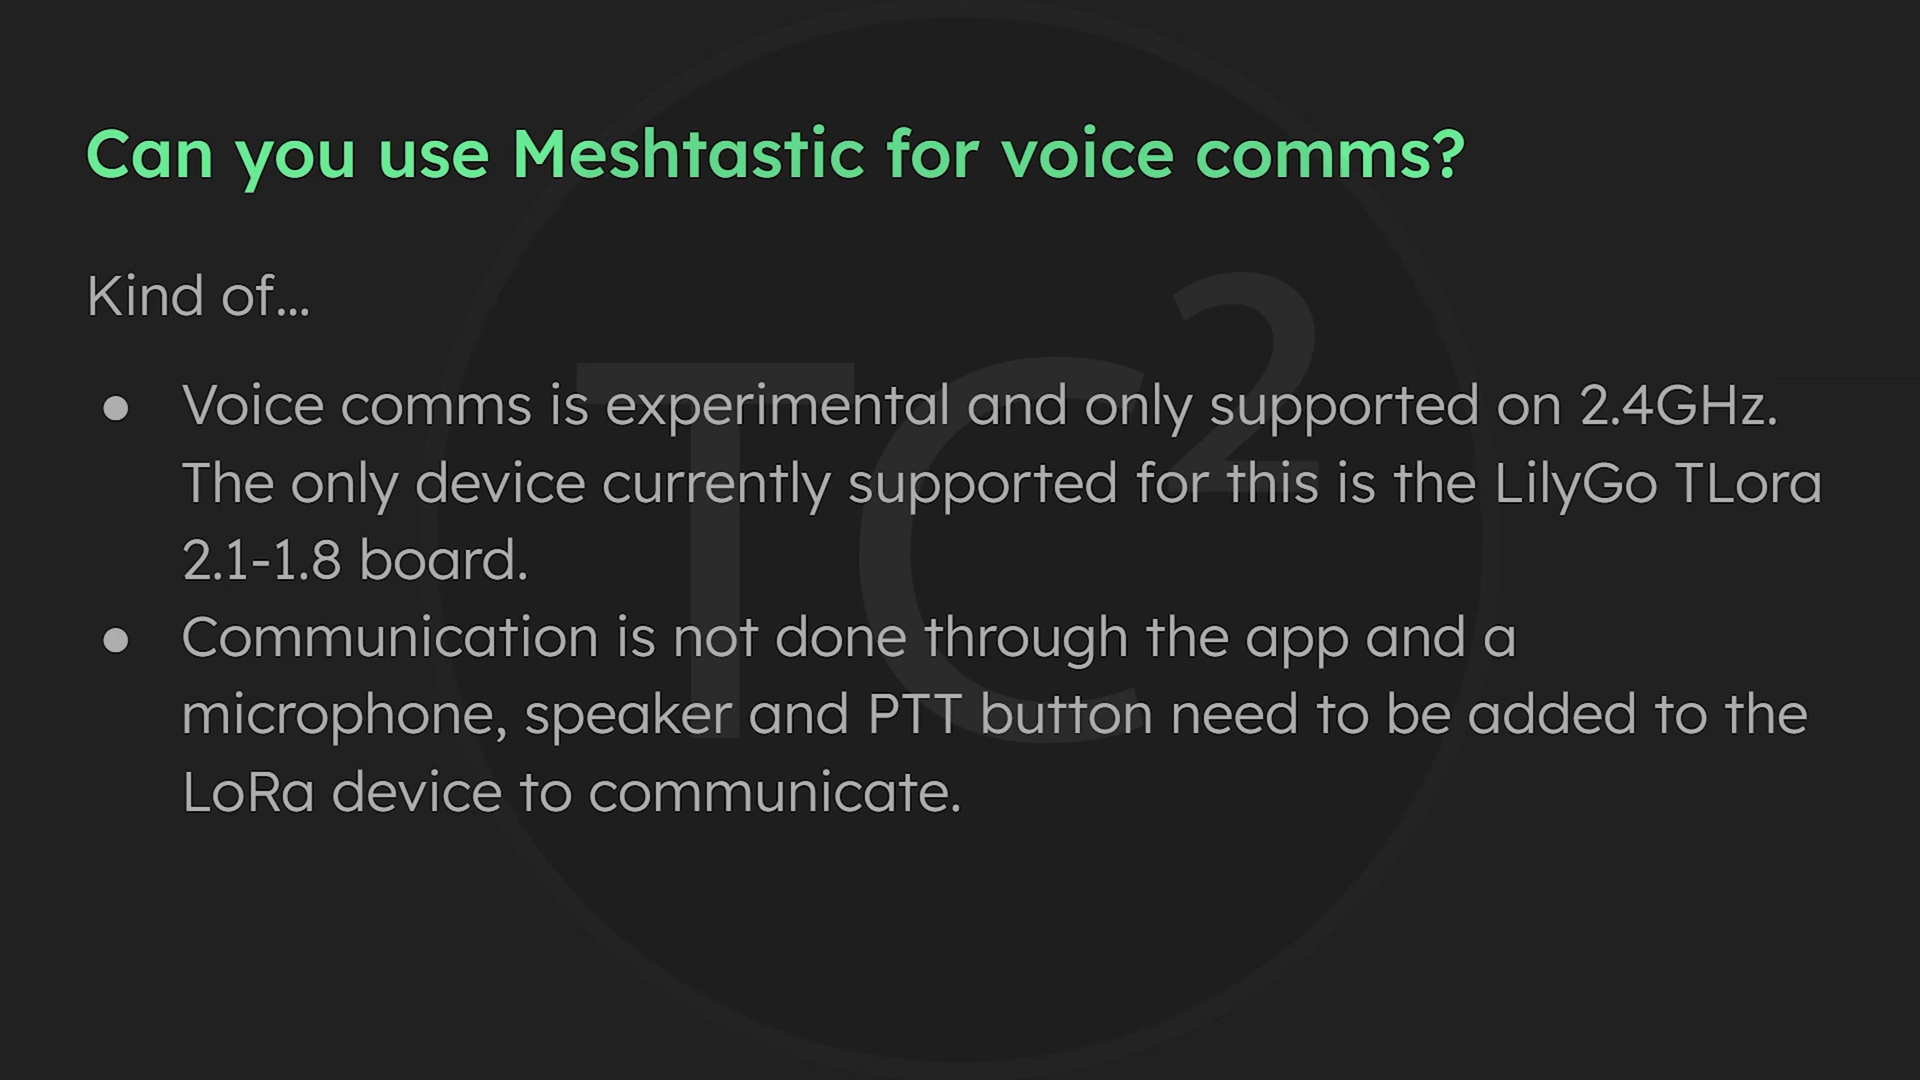 Can you use Meshtastic for voice comms?
Kind of...
● Voice comms is experimental and only supported on 2.4GHz.
The only device currently supported for this is the LilyGo TLora
2.1-1.8 board.
● Communication is not done through the app and a
microphone, speaker and PTT button need to be added to the
LoRa device to communicate.
TC²